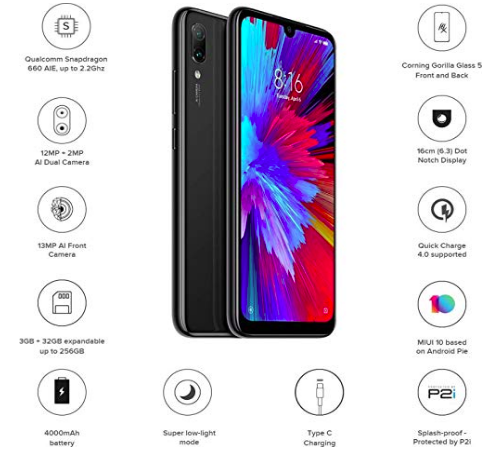 S
Qualcomm Snapdragon
660 AIE, up to 2.2Ghz
Corning Gorilla Glass 5
Front and Back
8:16
Tuesday, April 6
12MP + 2MP
AI Dual Camera
16cm (6.3) Dot
Notch Display
13MP AI Front
Camera
Quick Charge
4.0 supported
3GB + 32GB expandable
up to 256GB
10
MIUI 10 based
on Android Pie
4000mAh
battery
Super low-light
mode
Type C
Charging
P2i
Splash-proof -
Protected by P2i